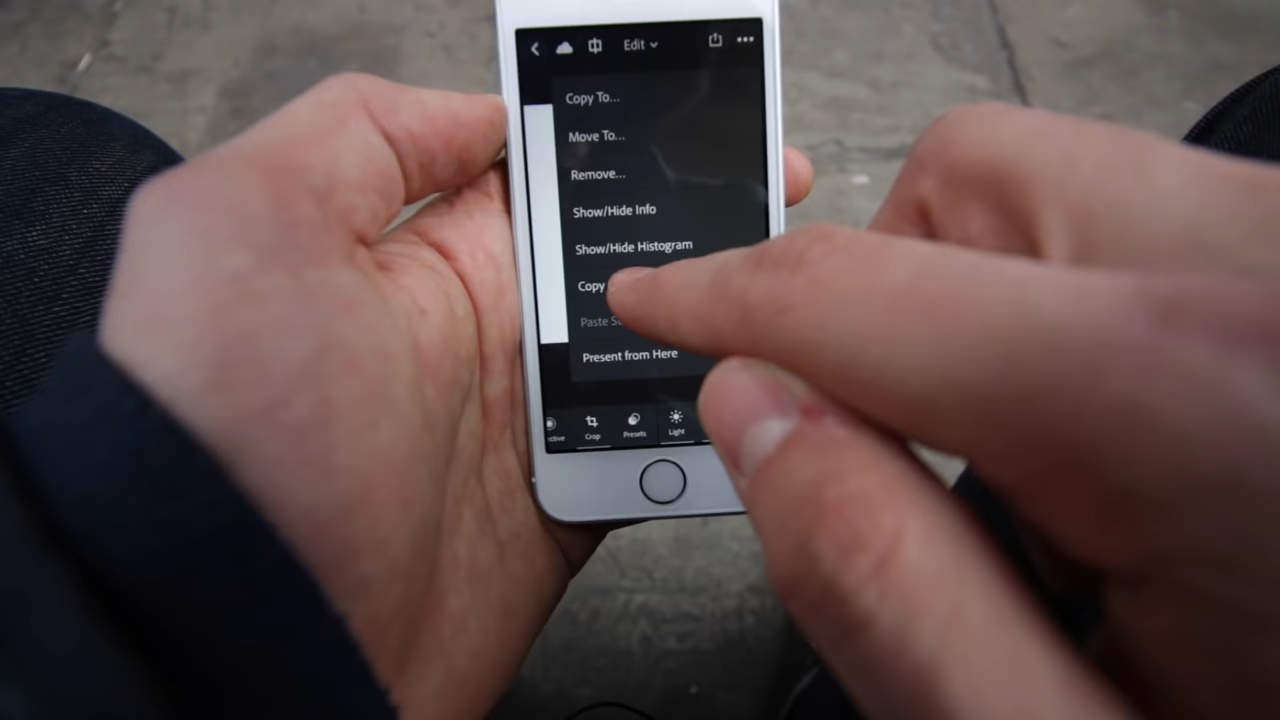 Edit
Copy To...
Move To...
Remove...
Show/Hide Info
Show/Hide Histogram
Copy
Paste
Present from Here
Crop
Presets
Light